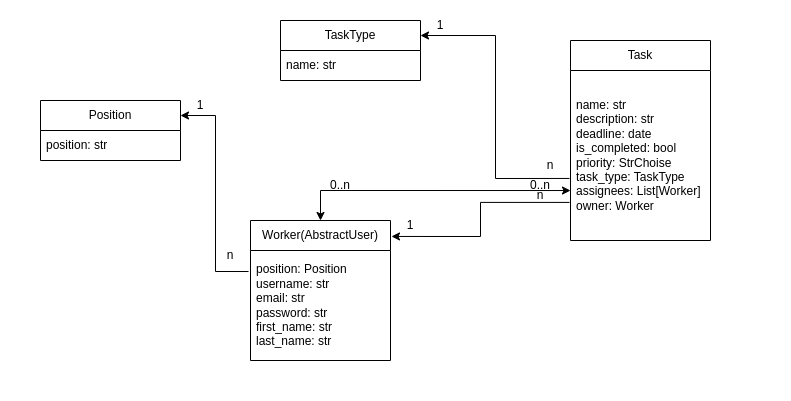 1
TaskType
name: str
Task
name: str
description: str
deadline: date
is_completed: bool
priority: StrChoise
task_type: TaskType
assignees: List[Worker]
owner: Worker
1
Position
position: str
n
0..n
0..n
n
1
Worker(AbstractUser)
position: Position
username: str
email: str
password: str
first_name: str
last_name: str
n